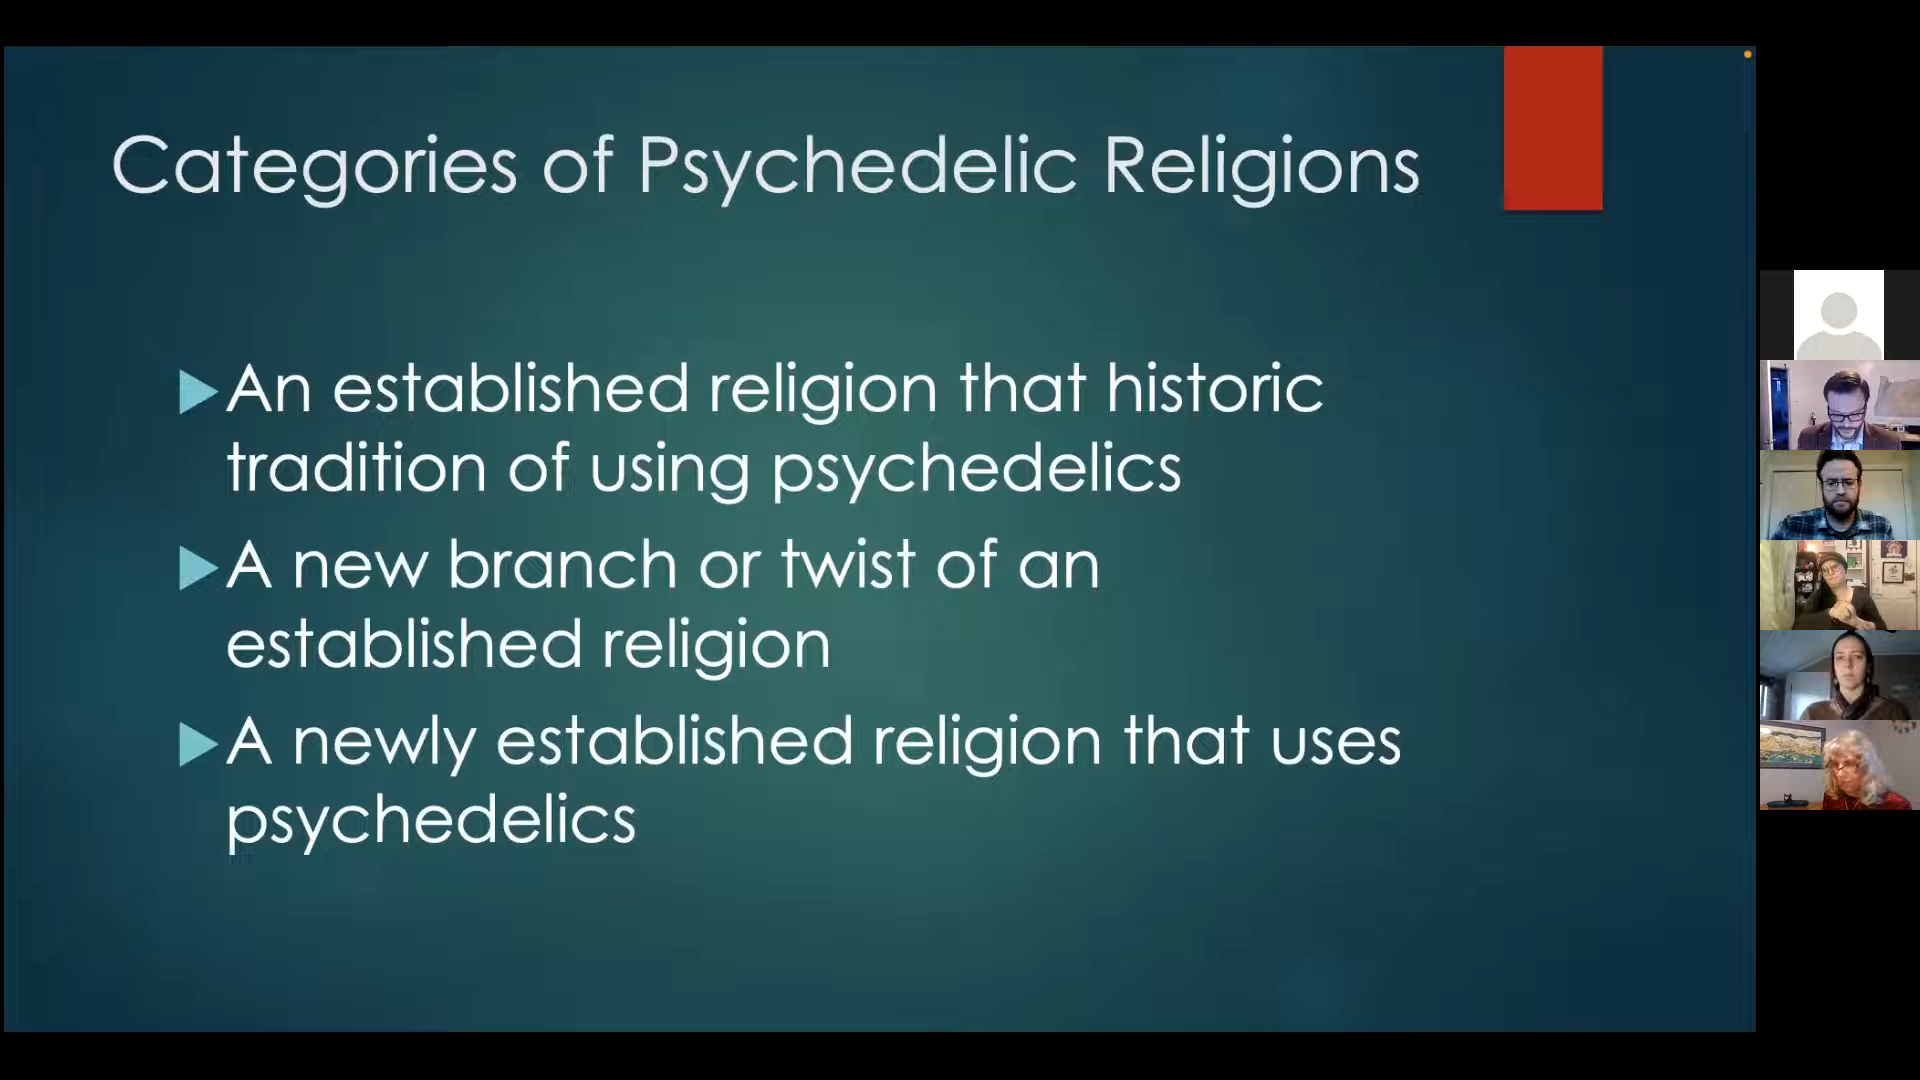 Categories of Psychedelic Religions
An established religion that historic
tradition of using psychedelics
A new branch or twist of an
established religion
A newly established religion that uses
psychedelics